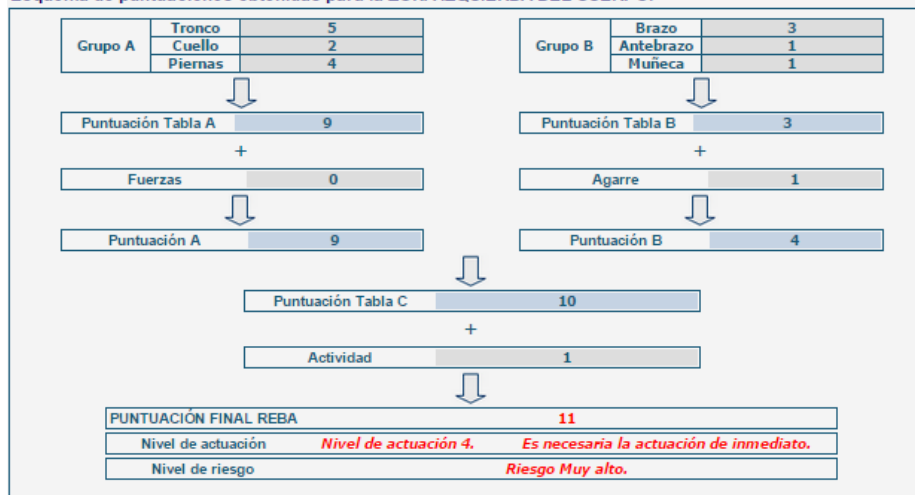 Tronco 5
Grupo A Cuello 2
Piernas 4
Brazo 3
Grupo B Antebrazo 1
Muñeca 1
Puntuación Tabla A 9
Puntuación Tabla B 3
+
+
Fuerzas 0
Agarre 1
Puntuación A 9
Puntuación B 4
Puntuación Tabla C 10
+
Actividad 1
PUNTUACIÓN FINAL REBA 11
Nivel de actuación Nivel de actuación 4. Es necesaria la actuación de inmediato.
Nivel de riesgo Riesgo Muy alto.